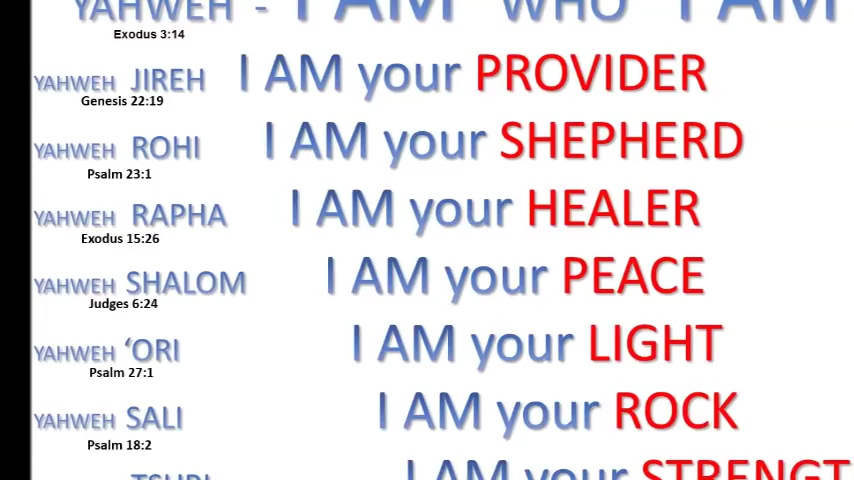 YAHWEH - I AM WHO I AM
Exodus 3:14
YAHWEH JIREH I AM your PROVIDER
Genesis 22:19
YAHWEH ROHI I AM your SHEPHERD
Psalm 23:1
YAHWEH RAPHA I AM your HEALER
Exodus 15:26
YAHWEH SHALOM I AM your PEACE
Judges 6:24
YAHWEH ‘ORI I AM your LIGHT
Psalm 27:1
YAHWEH SALI I AM your ROCK
Psalm 18:2
TSURI I AM your STRENGT